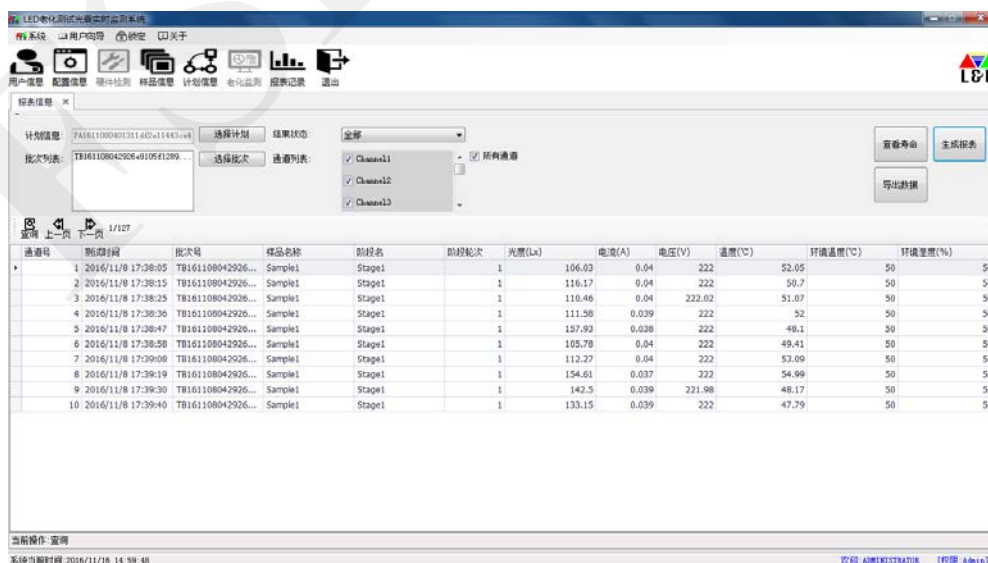 LED老化测试光衰实时监测系统
系统 用户向导 锁定 关于
用户信息 配置信息 硬件检测 样品信息 计划信息 老化监测 报表记录 退出
报表信息 ×
计划信息: 选择计划 结果状态 全部 查看寿命 生成报表
批次列表: 选择批次 通道列表: Channel1 所有通道
Channel2 导出数据
Channel3
查询 上一页 下一页 1/127
通道号 测试时间 批次号 样品名称 阶段名 阶段轮次 光度(Lx) 电流(A) 电压(V) 温度(℃) 环境温度(℃) 环境湿度(%)
1 2016/11/8 17:38:05 TB161108042926... Sample1 Stage1 1 106.03 0.04 222 52.05 50 5
2 2016/11/8 17:38:15 TB161108042926... Sample1 Stage1 1 116.17 0.04 222 50.7 50 5
3 2016/11/8 17:38:25 TB161108042926... Sample1 Stage1 1 110.46 0.04 222.02 51.07 50 5
4 2016/11/8 17:38:36 TB161108042926... Sample1 Stage1 1 111.58 0.039 222 52 50 5
5 2016/11/8 17:38:47 TB161108042926... Sample1 Stage1 1 157.93 0.038 222 48.1 50 5
6 2016/11/8 17:38:58 TB161108042926... Sample1 Stage1 1 105.78 0.04 222 49.41 50 5
7 2016/11/8 17:39:08 TB161108042926... Sample1 Stage1 1 112.27 0.04 222 53.09 50 5
8 2016/11/8 17:39:19 TB161108042926... Sample1 Stage1 1 154.61 0.037 222 54.99 50 5
9 2016/11/8 17:39:30 TB161108042926... Sample1 Stage1 1 142.5 0.039 221.98 48.17 50 5
10 2016/11/8 17:39:40 TB161108042926... Sample1 Stage1 1 133.15 0.039 222 47.79 50 5
当前操作:查询
系统当前时间:2016/11/16 14:59:48 欢迎:ADMINISTRATOR [权限:Admin]